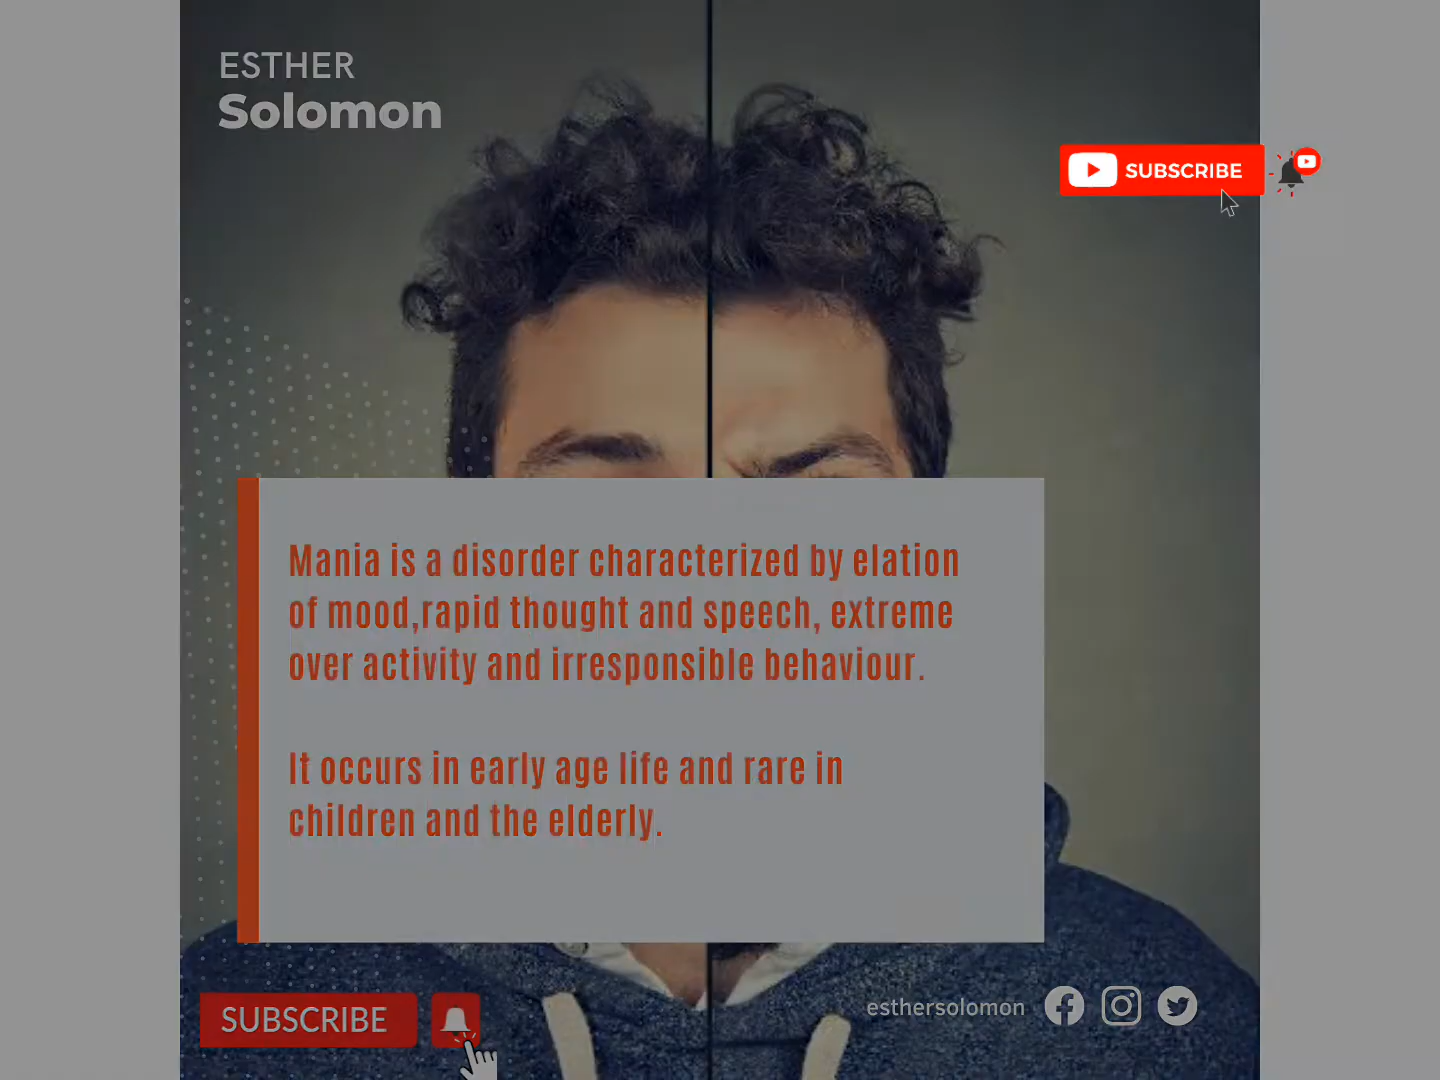 ESTHER
Solomon
SUBSCRIBE
Mania is a disorder characterized by elation
of mood,rapid thought and speech, extreme
over activity and irresponsible behaviour.
It occurs in early age life and rare in
children and the elderly.
SUBSCRIBE
esthersolomon